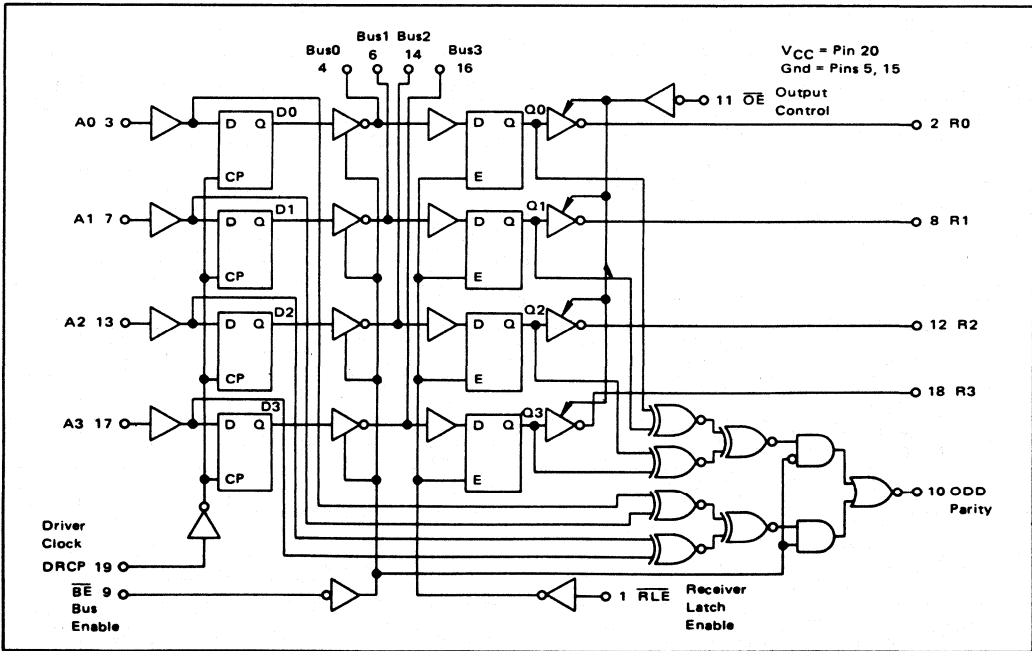 Bus0 Bus1 Bus2 Bus3
4 6 14 16
V_CC = Pin 20
Gnd = Pins 5, 15
A0 3
D Q D0
CP
D Q Q0
E
11 O̅E̅ Output Control
2 R0
A1 7
D Q D1
CP
D Q Q1
E
8 R1
A2 13
D Q D2
CP
D Q Q2
E
12 R2
A3 17
D Q D3
CP
D Q Q3
E
18 R3
10 ODD
Parity
Driver
Clock
DRCP 19
B̅E̅ 9
Bus
Enable
1 R̅L̅E̅ Receiver
Latch
Enable